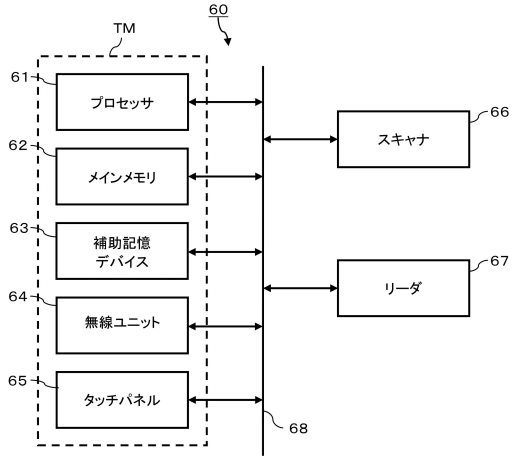 60
TM
61
プロセッサ
62
メインメモリ
63
補助記憶
デバイス
64
無線ユニット
65
タッチパネル
66
スキャナ
67
リーダ
68